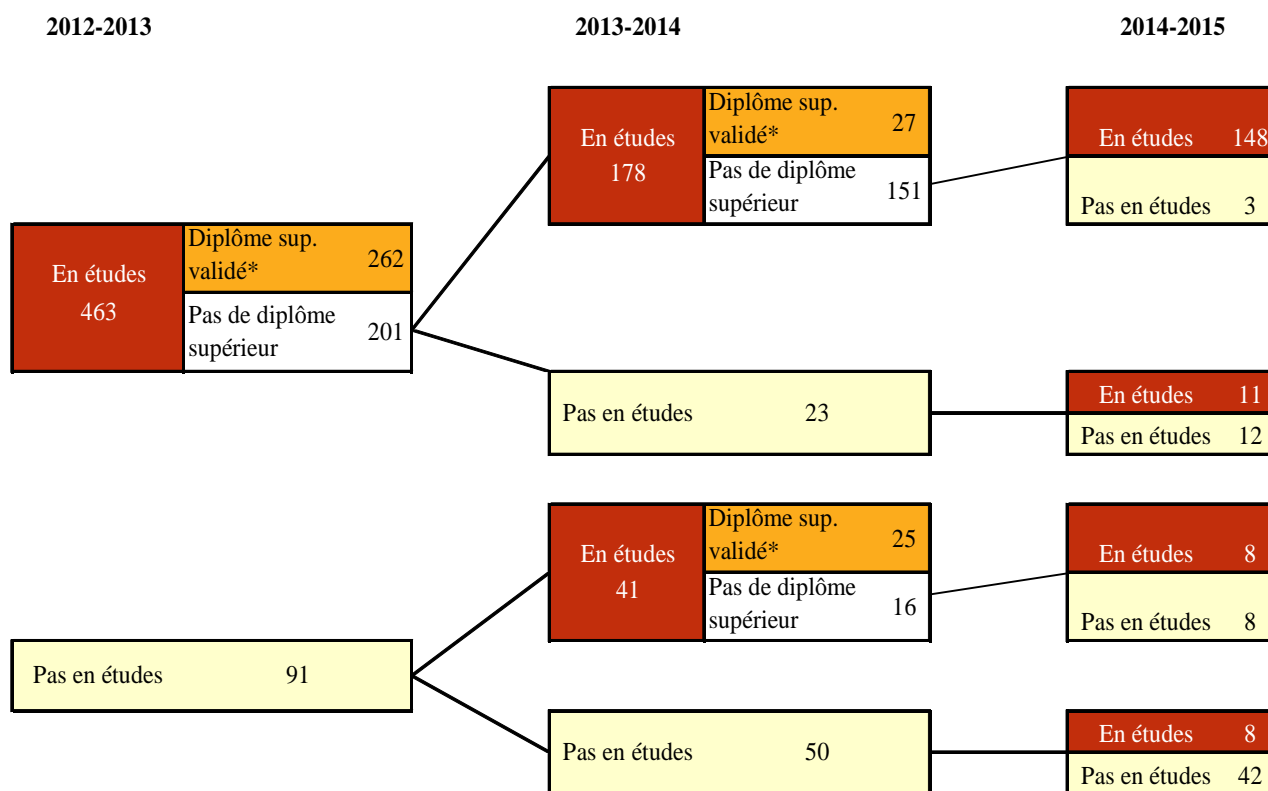 2012-2013
2013-2014
2014-2015
En études
463
Diplôme sup.
validé*
262
Pas de diplôme
supérieur
201
En études
178
Diplôme sup.
validé*
27
Pas de diplôme
supérieur
151
En études 148
Pas en études 3
Pas en études 23
En études 11
Pas en études 12
Pas en études 91
En études
41
Diplôme sup.
validé*
25
Pas de diplôme
supérieur
16
En études 8
Pas en études 8
Pas en études 50
En études 8
Pas en études 42